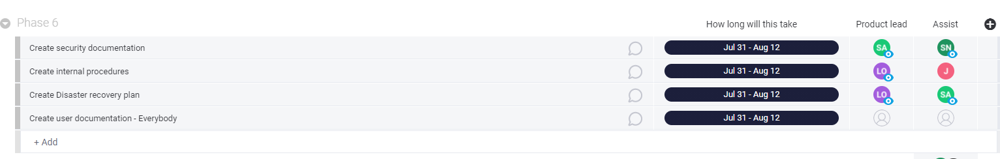 Phase 6 How long will this take Product lead Assist
Create security documentation Jul 31 - Aug 12 SA SN
Create internal procedures Jul 31 - Aug 12 LO J
Create Disaster recovery plan Jul 31 - Aug 12 LO SA
Create user documentation - Everybody Jul 31 - Aug 12
+ Add